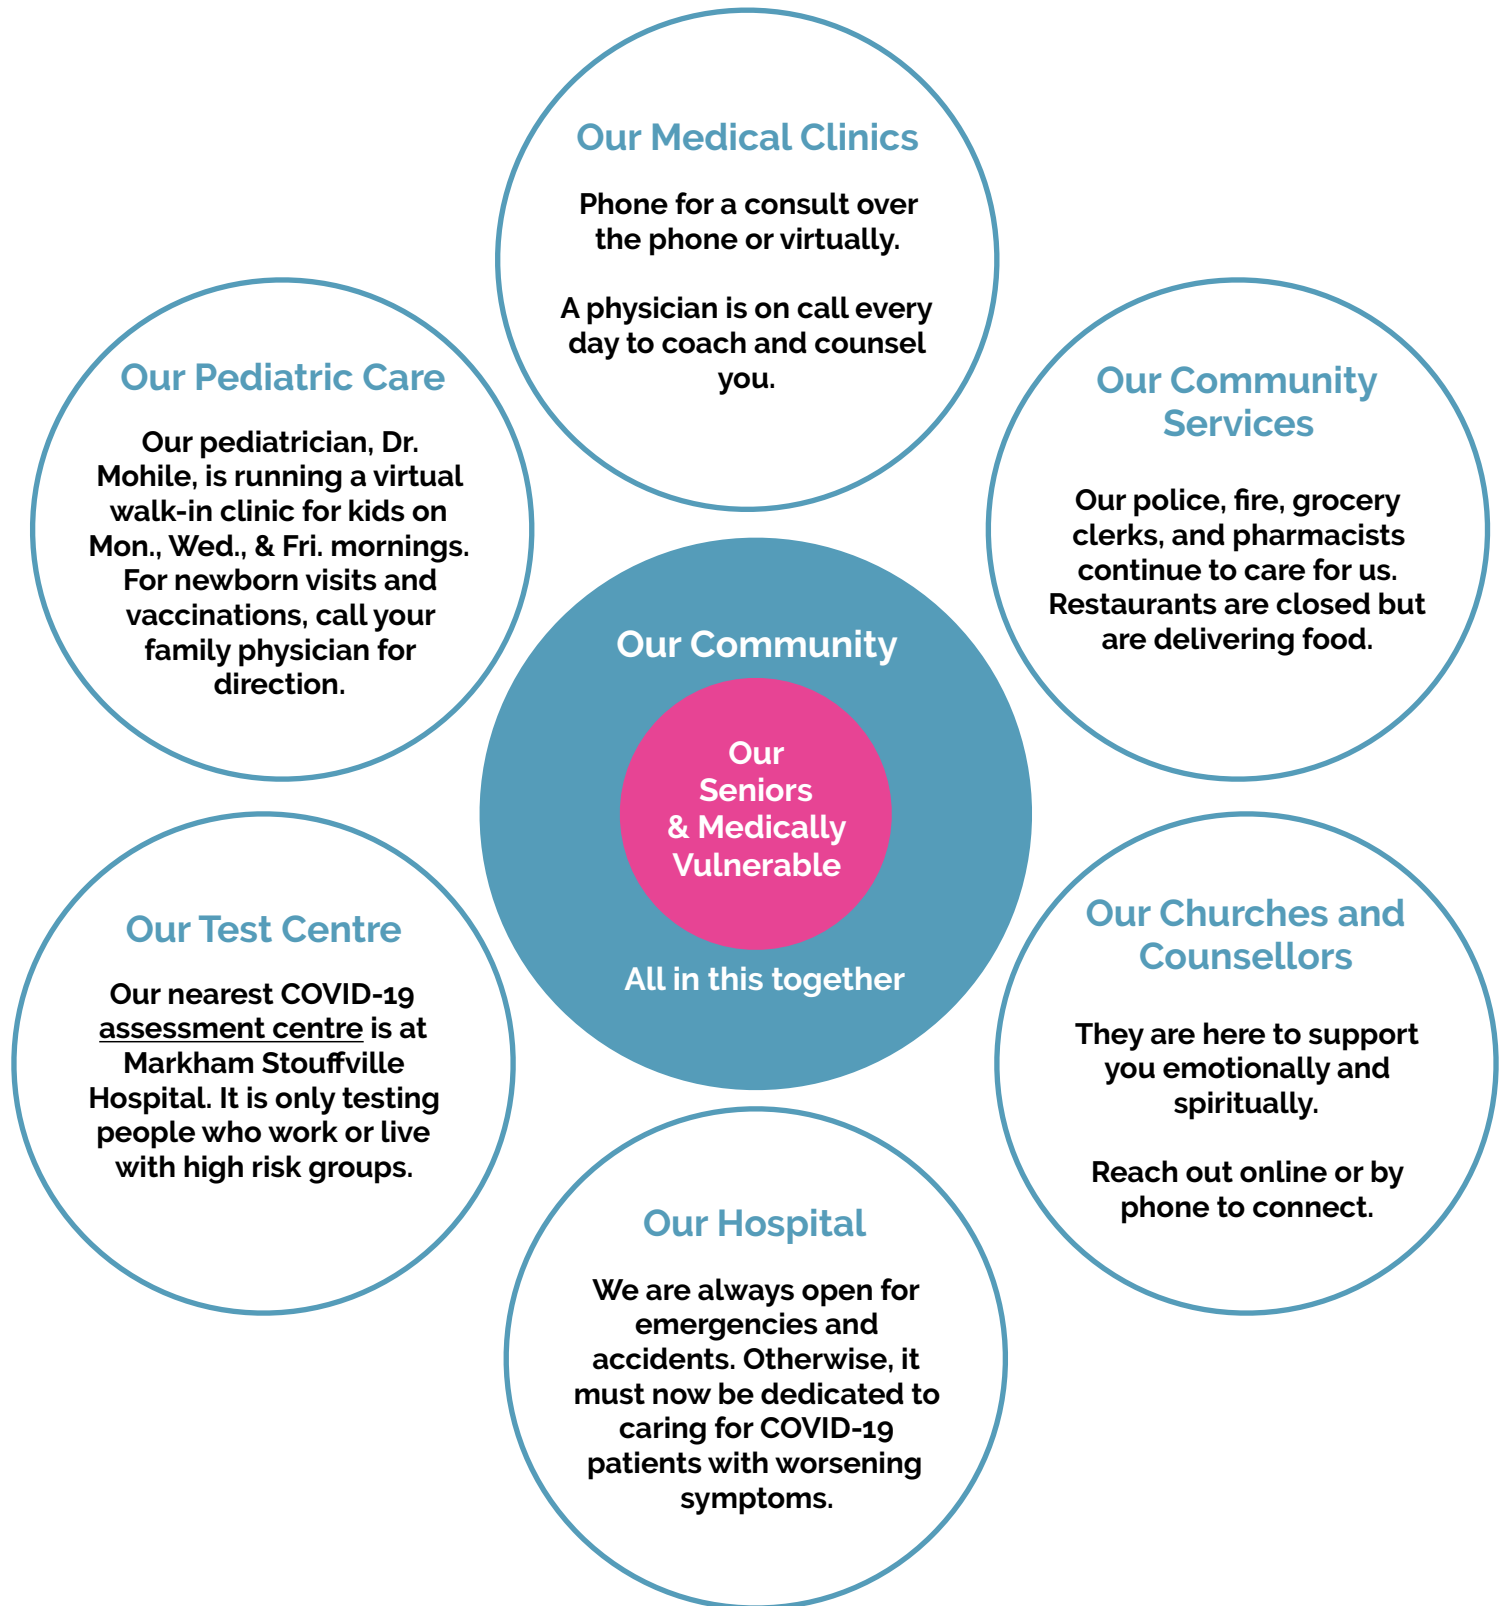 Our Medical Clinics
Phone for a consult over
the phone or virtually.
A physician is on call every
day to coach and counsel
you.
Our Pediatric Care
Our pediatrician, Dr.
Mohile, is running a virtual
walk-in clinic for kids on
Mon., Wed., & Fri. mornings.
For newborn visits and
vaccinations, call your
family physician for
direction.
Our Community
Services
Our police, fire, grocery
clerks, and pharmacists
continue to care for us.
Restaurants are closed but
are delivering food.
Our Community
Our
Seniors
& Medically
Vulnerable
All in this together
Our Test Centre
Our nearest COVID-19
assessment centre is at
Markham Stouffville
Hospital. It is only testing
people who work or live
with high risk groups.
Our Churches and
Counsellors
They are here to support
you emotionally and
spiritually.
Reach out online or by
phone to connect.
Our Hospital
We are always open for
emergencies and
accidents. Otherwise, it
must now be dedicated to
caring for COVID-19
patients with worsening
symptoms.